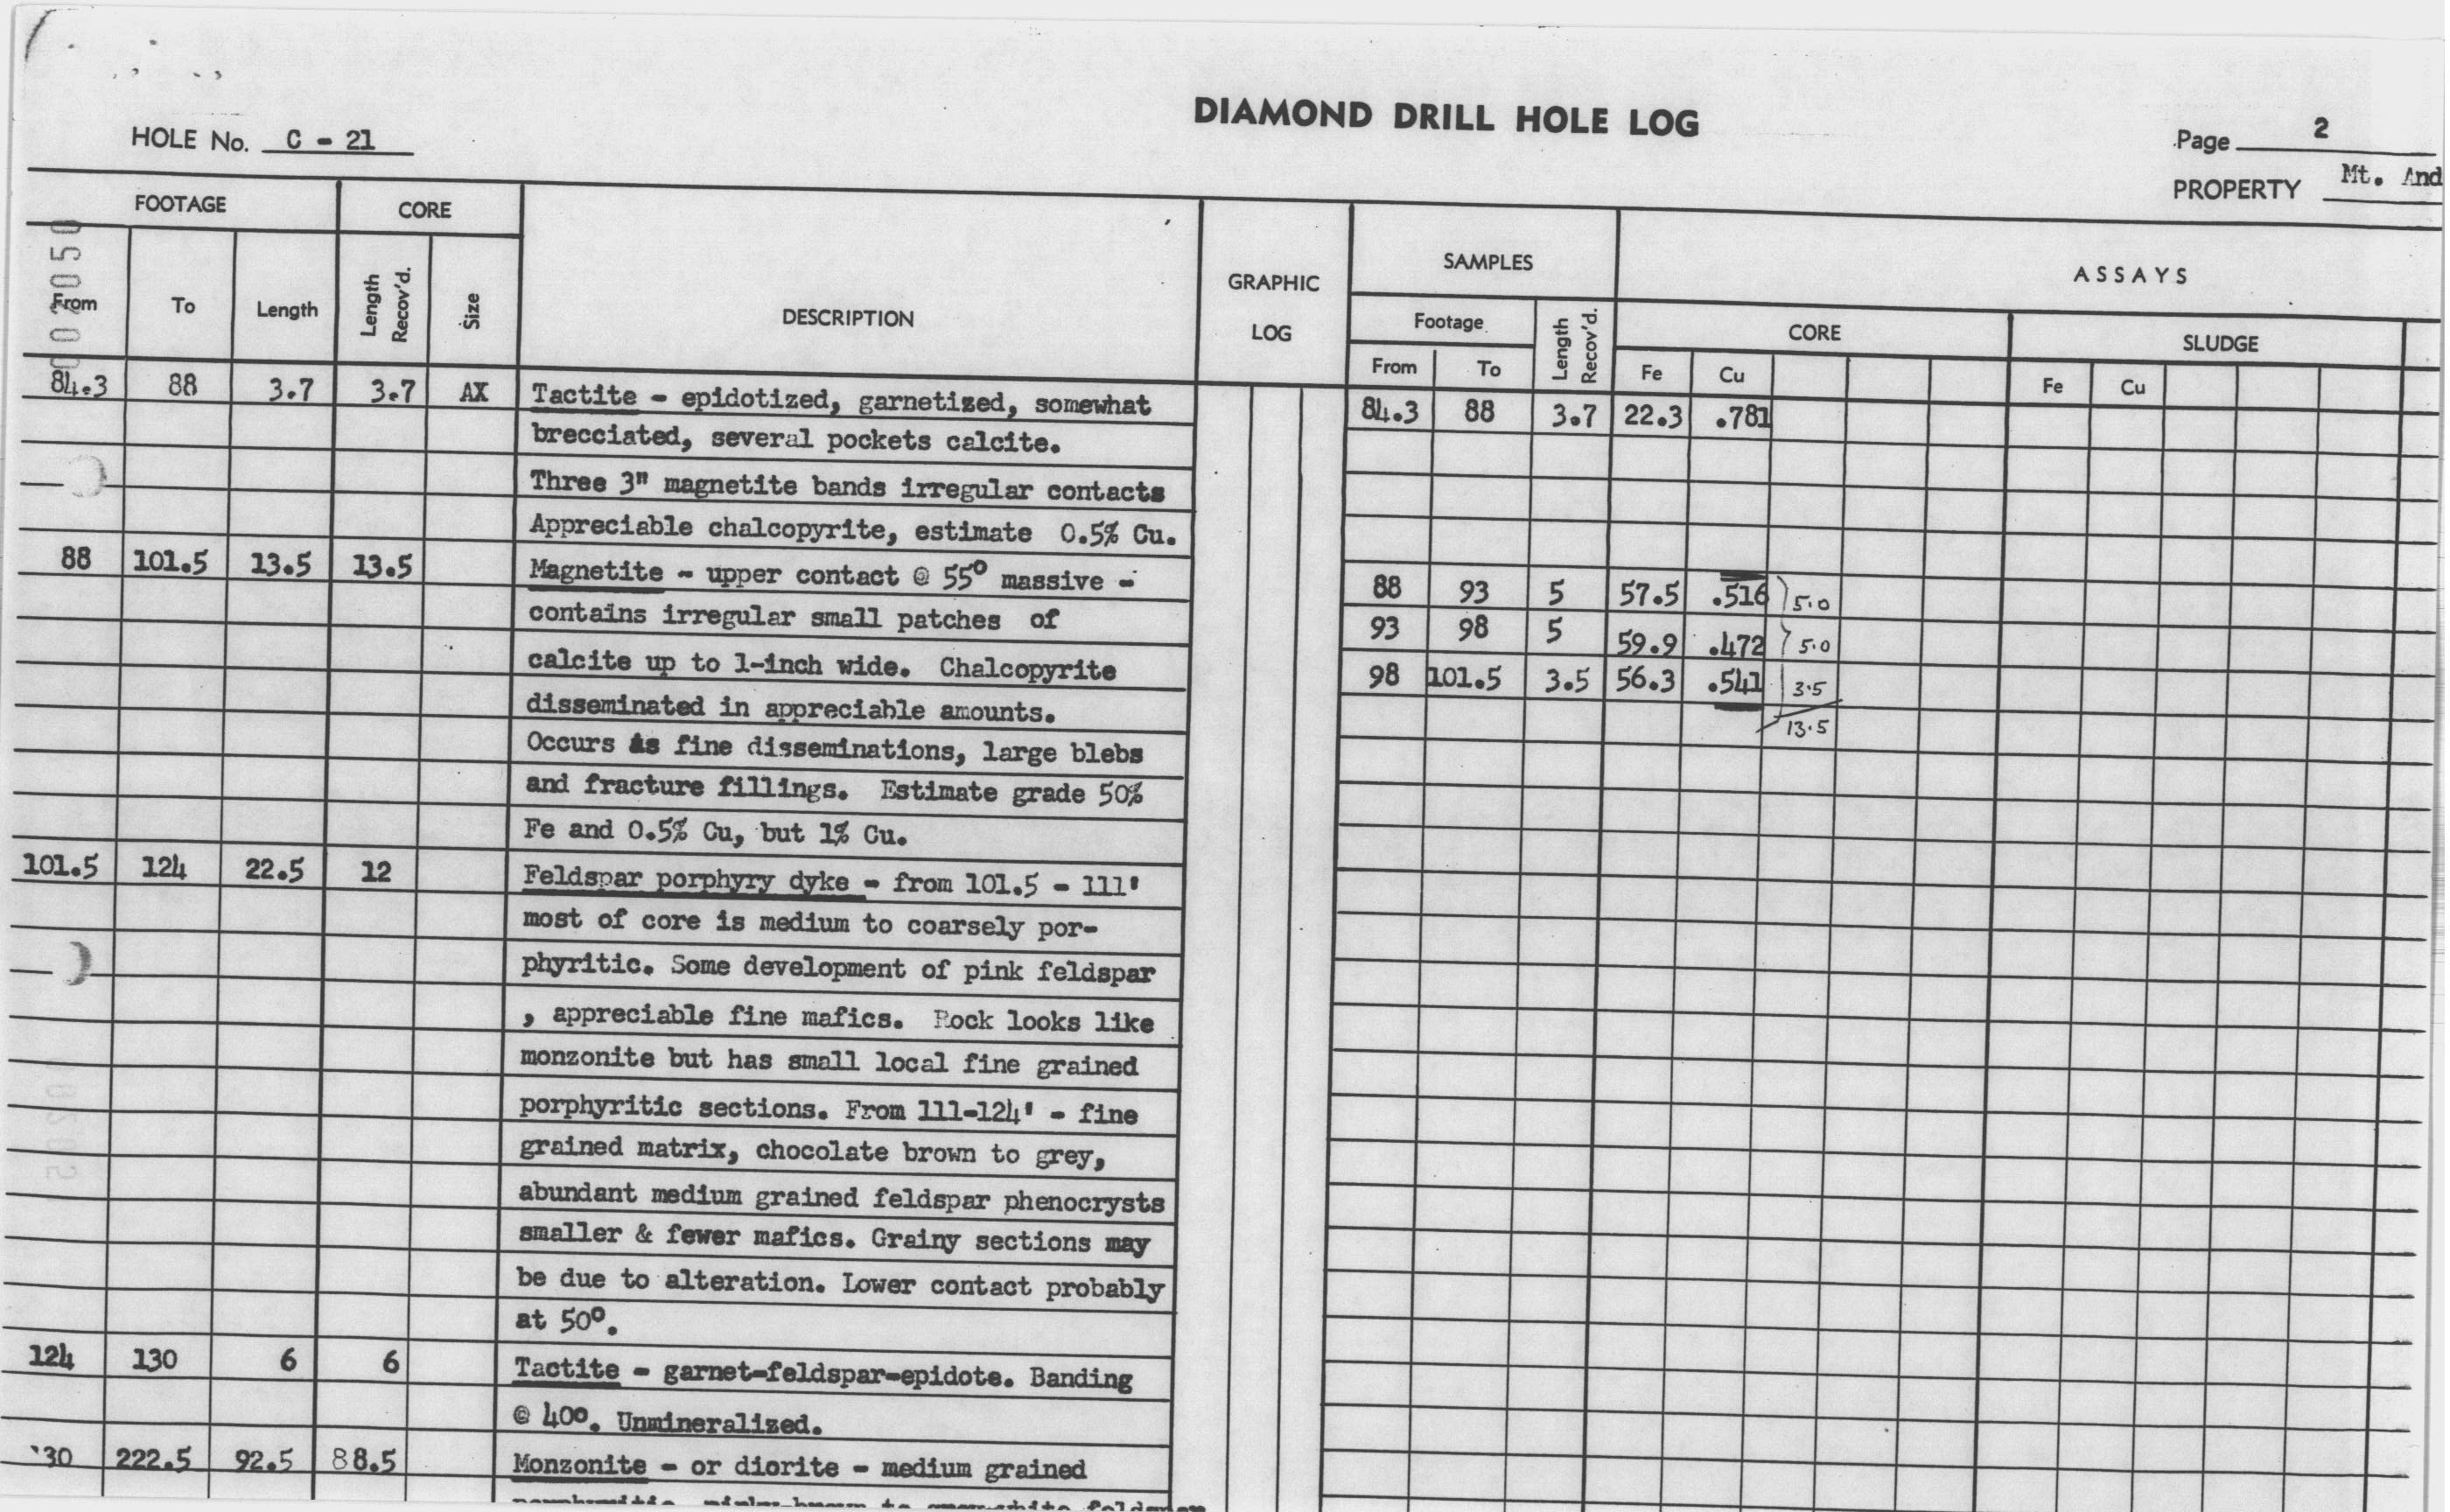 DIAMOND DRILL HOLE LOG
HOLE No. C - 21
Page 2
PROPERTY Mt. And
FOOTAGE CORE DESCRIPTION GRAPHIC LOG SAMPLES ASSAYS
From To Length Length Recov'd. Size Footage Length Recov'd. CORE SLUDGE
From To Fe Cu Fe Cu
84.3 88 3.7 3.7 AX Tactite - epidotized, garnetized, somewhat 84.3 88 3.7 22.3 .781
brecciated, several pockets calcite.
Three 3" magnetite bands irregular contacts
Appreciable chalcopyrite, estimate 0.5% Cu.
88 101.5 13.5 13.5 Magnetite - upper contact @ 55° massive - 88 93 5 57.5 .516 5.0
contains irregular small patches of 93 98 5 59.9 .472 5.0
calcite up to 1-inch wide. Chalcopyrite 98 101.5 3.5 56.3 .541 3.5
disseminated in appreciable amounts. 13.5
Occurs as fine disseminations, large blebs
and fracture fillings. Estimate grade 50%
Fe and 0.5% Cu, but 1% Cu.
101.5 124 22.5 12 Feldspar porphyry dyke - from 101.5 - 111'
most of core is medium to coarsely por-
phyritic. Some development of pink feldspar
, appreciable fine mafics. Rock looks like
monzonite but has small local fine grained
porphyritic sections. From 111-124' - fine
grained matrix, chocolate brown to grey,
abundant medium grained feldspar phenocrysts
smaller & fewer mafics. Grainy sections may
be due to alteration. Lower contact probably
at 50°.
124 130 6 6 Tactite - garnet-feldspar-epidote. Banding
@ 40°. Unmineralized.
130 222.5 92.5 88.5 Monzonite - or diorite - medium grained